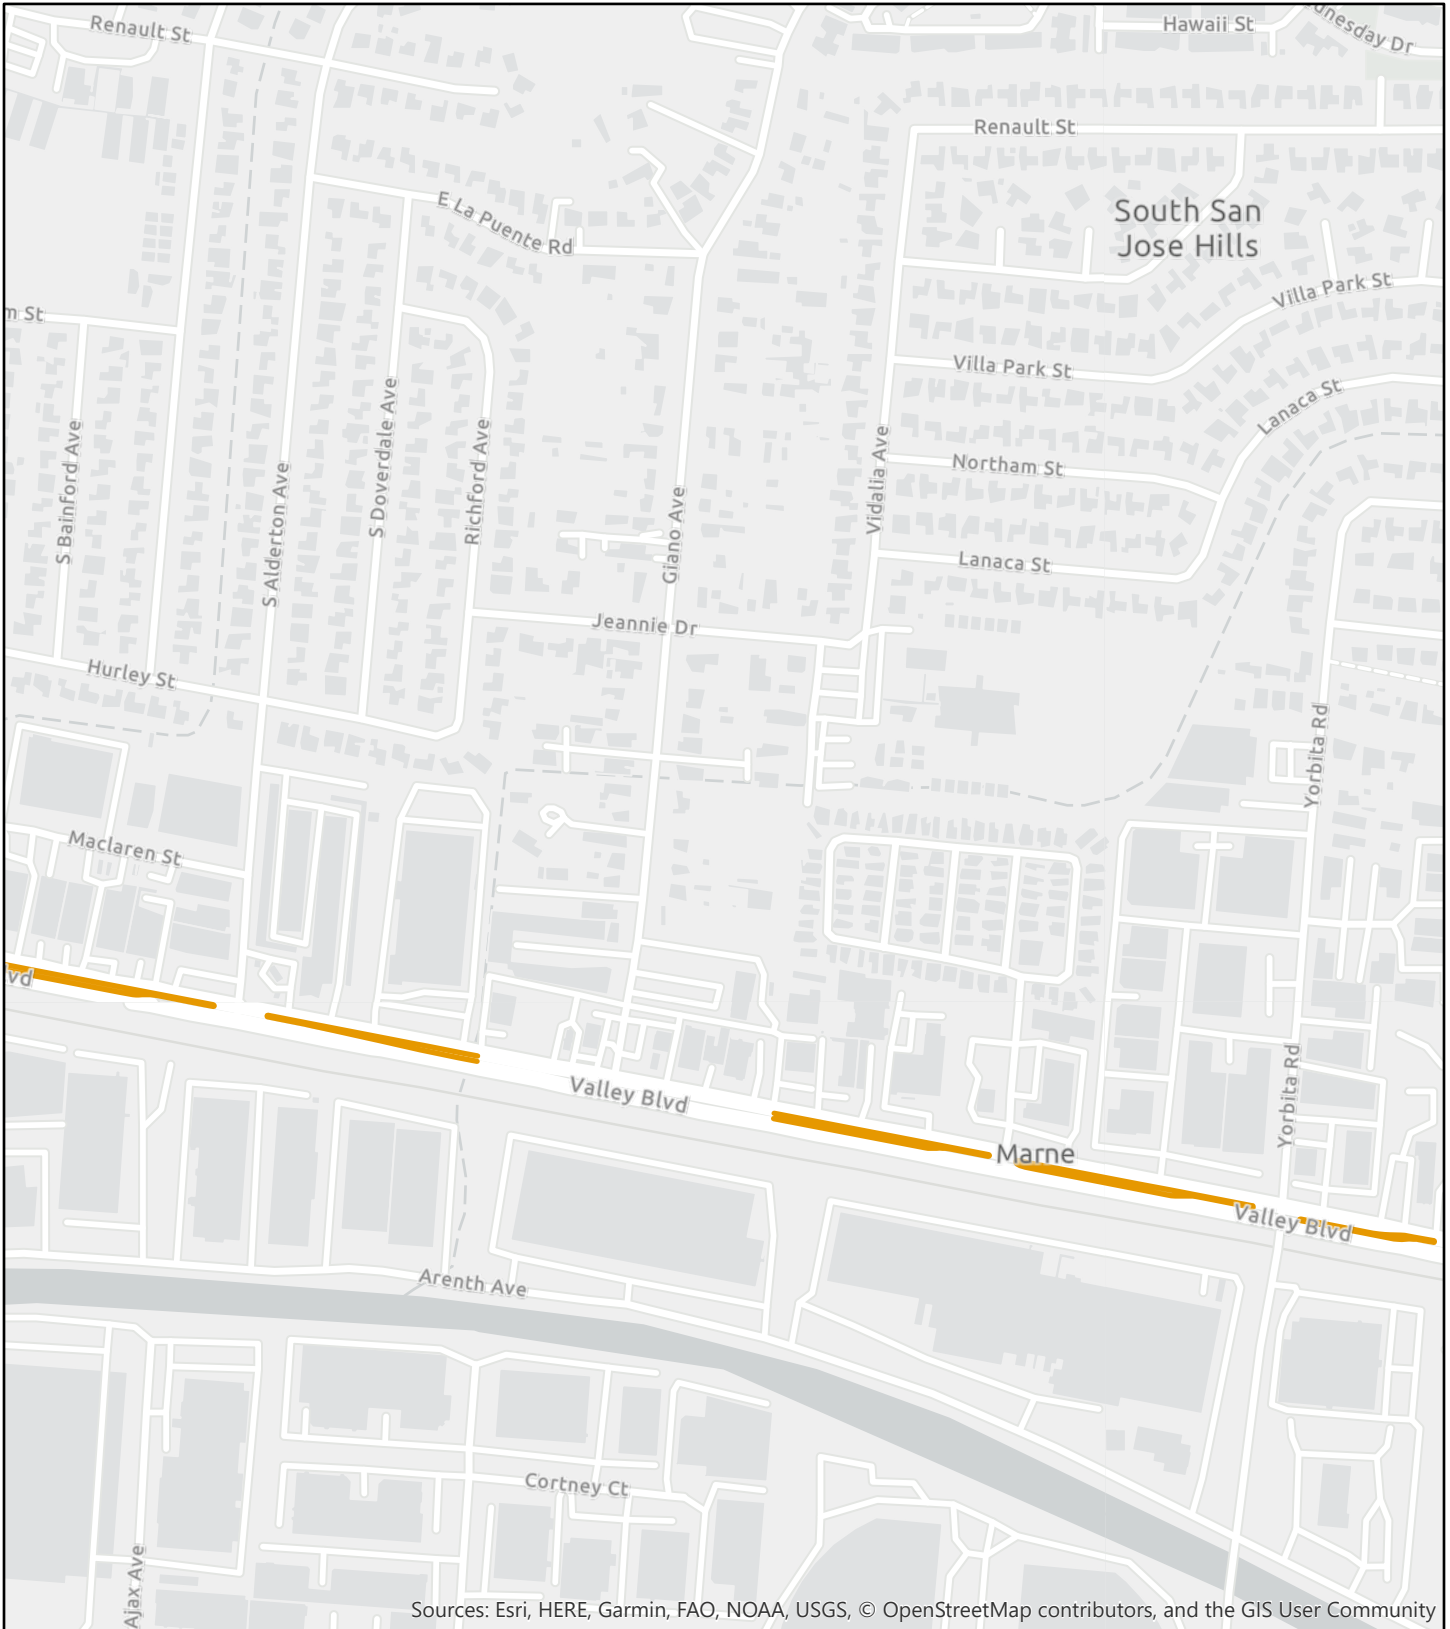 Renault St
Hawaii St
Renault St
E La Puente Rd
South San
Jose Hills
Villa Park St
m St
Villa Park St
Lanaca St
S Bainford Ave
S Alderton Ave
S Doverdale Ave
Richford Ave
Giano Ave
Vidalia Ave
Northam St
Lanaca St
Jeannie Dr
Hurley St
Yorbita Rd
Maclaren St
vd
Valley Blvd
Yorbita Rd
Marne
Valley Blvd
Arenth Ave
Cortney Ct
Ajax Ave
Sources: Esri, HERE, Garmin, FAO, NOAA, USGS, © OpenStreetMap contributors, and the GIS User Community